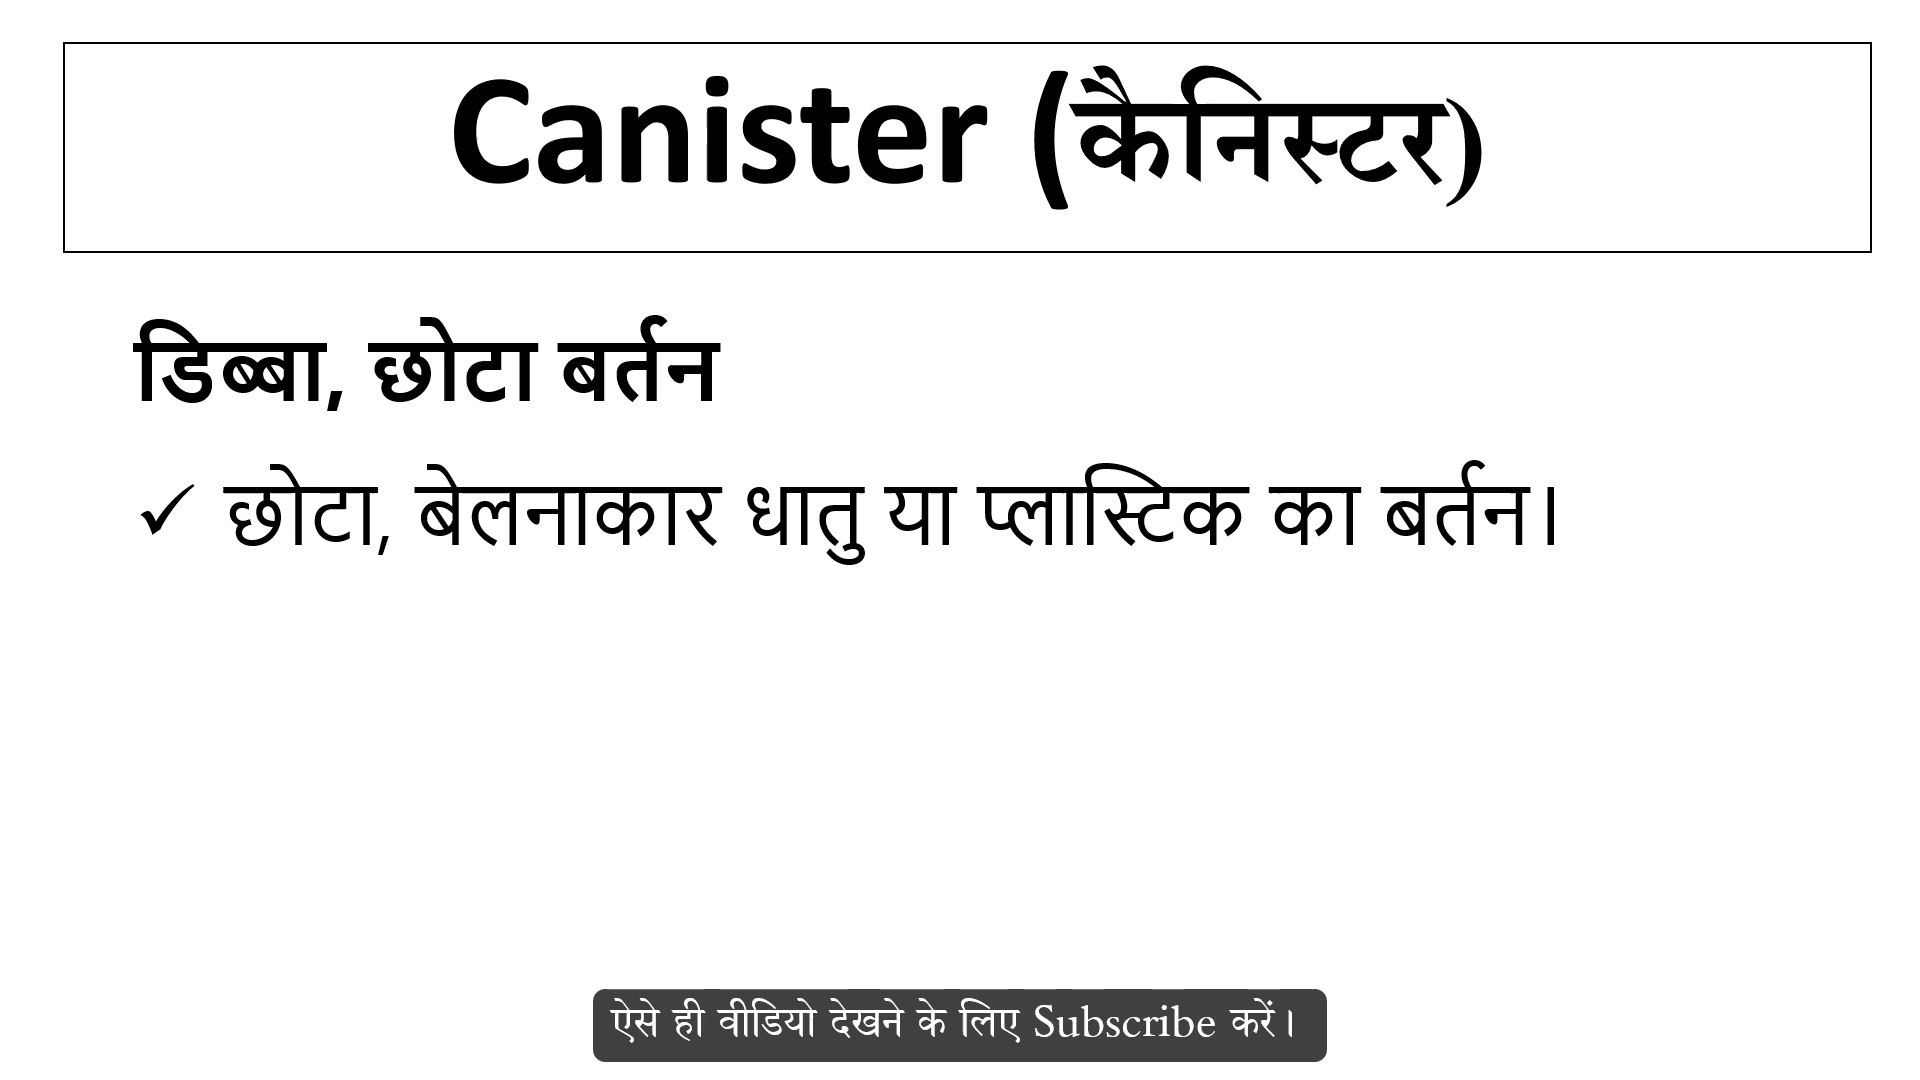 Canister (कैनिस्टर)
डिब्बा, छोटा बर्तन
✓ छोटा, बेलनाकार धातु या प्लास्टिक का बर्तन।
ऐसे ही वीडियो देखने के लिए Subscribe करें।